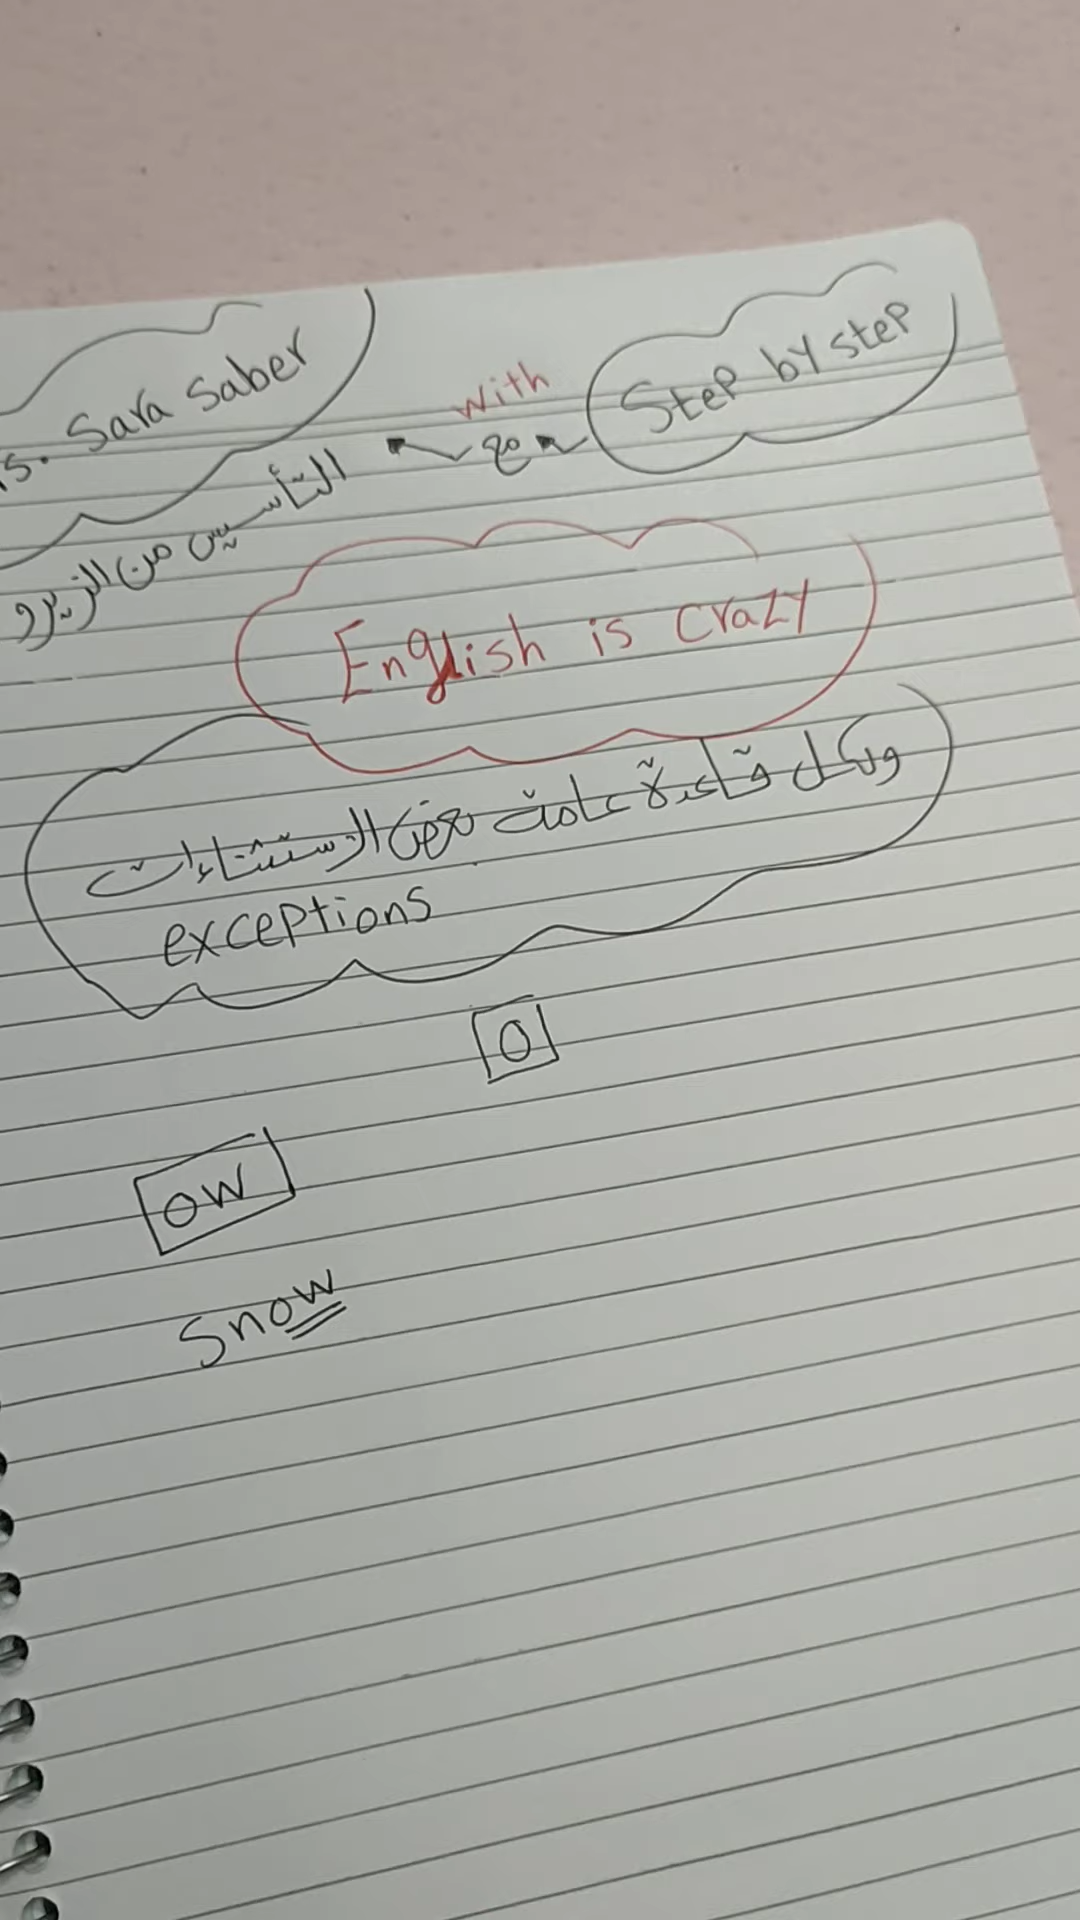 Step by step
with
مع
s. Sara Saber
التأسيس من الزيرو
English is crazy
ولكل قاعدة عامة بعض الاستثناءات
exceptions
O
ow
Snow